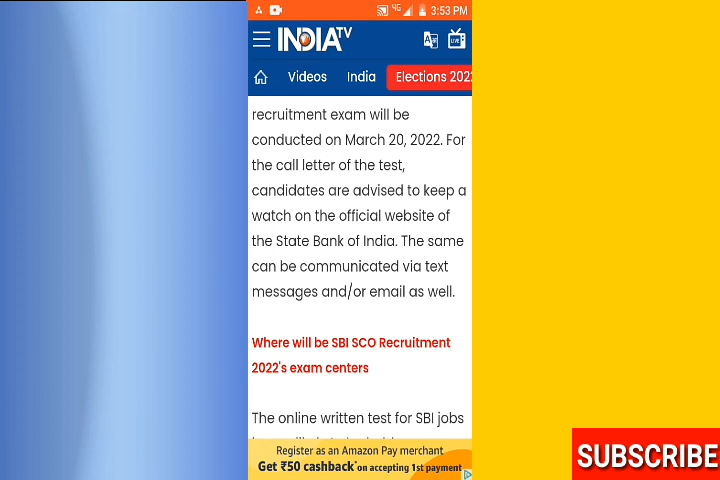 4G 3:53 PM
INDIA TV
LIVE
Videos India Elections 202
recruitment exam will be
conducted on March 20, 2022. For
the call letter of the test,
candidates are advised to keep a
watch on the official website of
the State Bank of India. The same
can be communicated via text
messages and/or email as well.
Where will be SBI SCO Recruitment
2022's exam centers
The online written test for SBI jobs
Register as an Amazon Pay merchant
Get ₹50 cashback* on accepting 1st payment
SUBSCRIBE